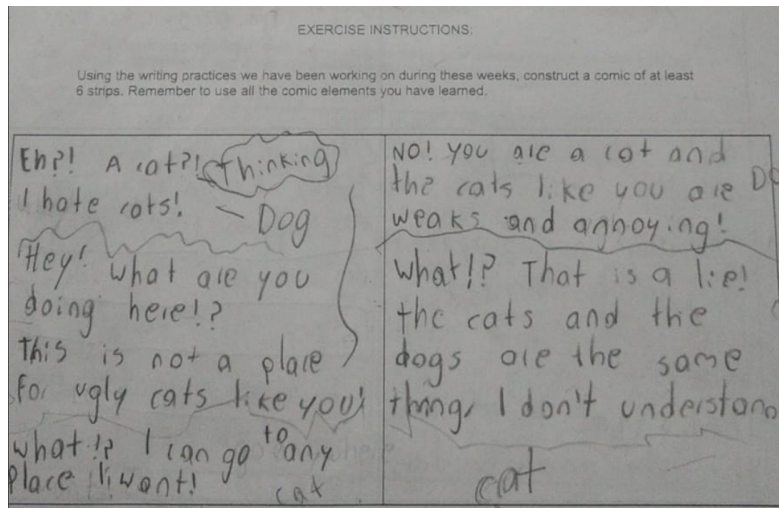 EXERCISE INSTRUCTIONS:
Using the writing practices we have been working on during these weeks, construct a comic of at least
6 strips. Remember to use all the comic elements you have learned.
Eh?! A cat?! thinking
I hate cats! - Dog
Hey! what are you
doing here!?
This is not a place
For ugly cats like you!
what!? I can go to any
place I want!
cat
NO! you are a cat and
the cats like you are
weaks and annoying!
What!? That is a lie!
the cats and the
dogs are the same
thing, I don't understand
cat